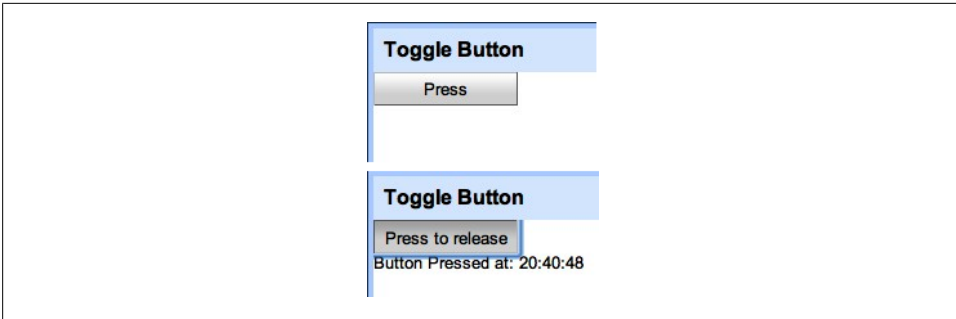 Toggle Button
Press
Toggle Button
Press to release
Button Pressed at: 20:40:48